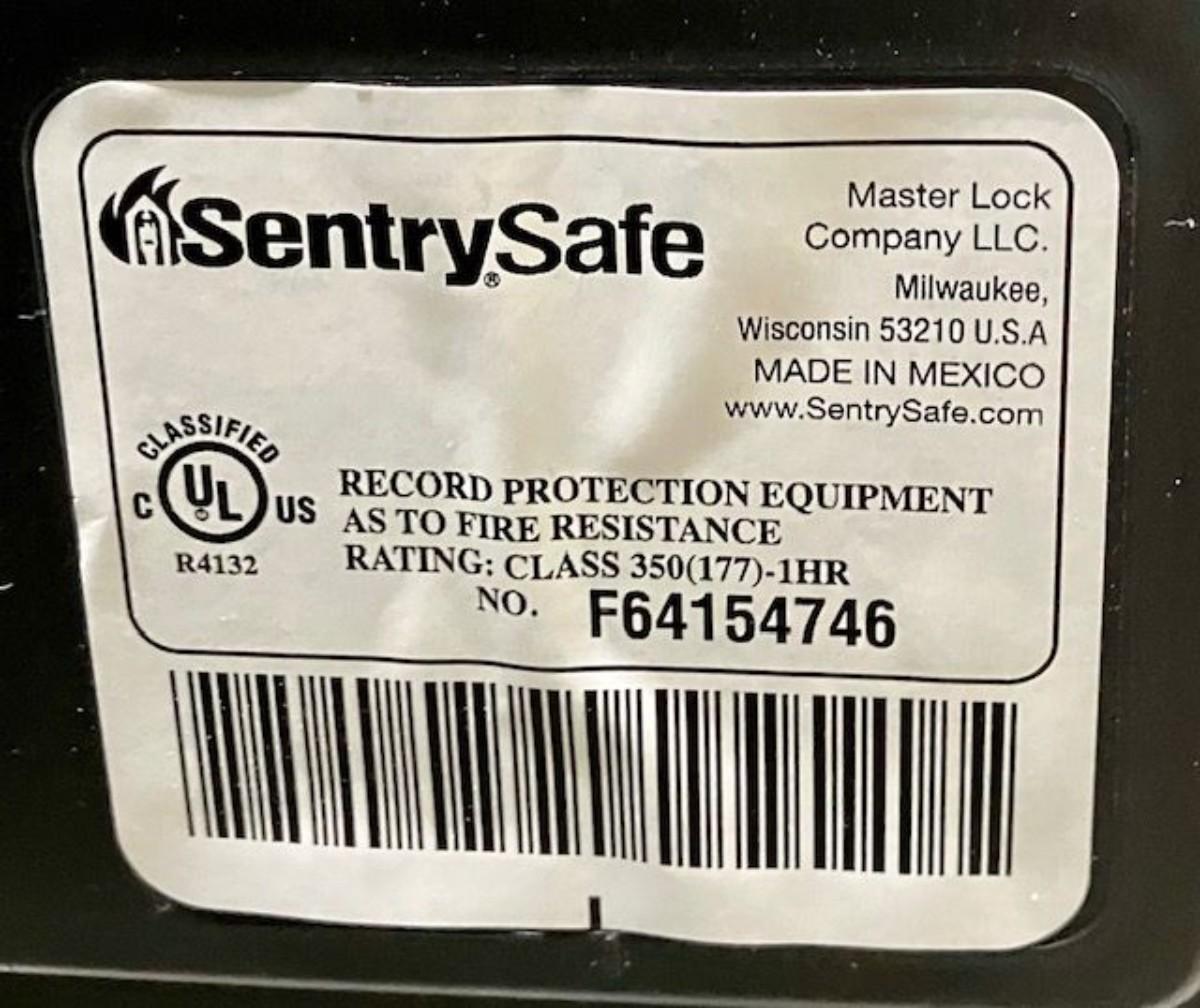 SentrySafe®
Master Lock
Company LLC.
Milwaukee,
Wisconsin 53210 U.S.A
MADE IN MEXICO
www.SentrySafe.com
CLASSIFIED
C UL® US
R4132
RECORD PROTECTION EQUIPMENT
AS TO FIRE RESISTANCE
RATING: CLASS 350(177)-1HR
NO. F64154746